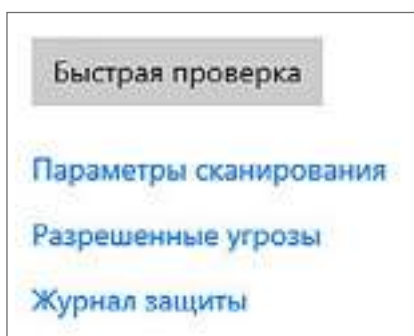 Быстрая проверка
Параметры сканирования
Разрешенные угрозы
Журнал защиты